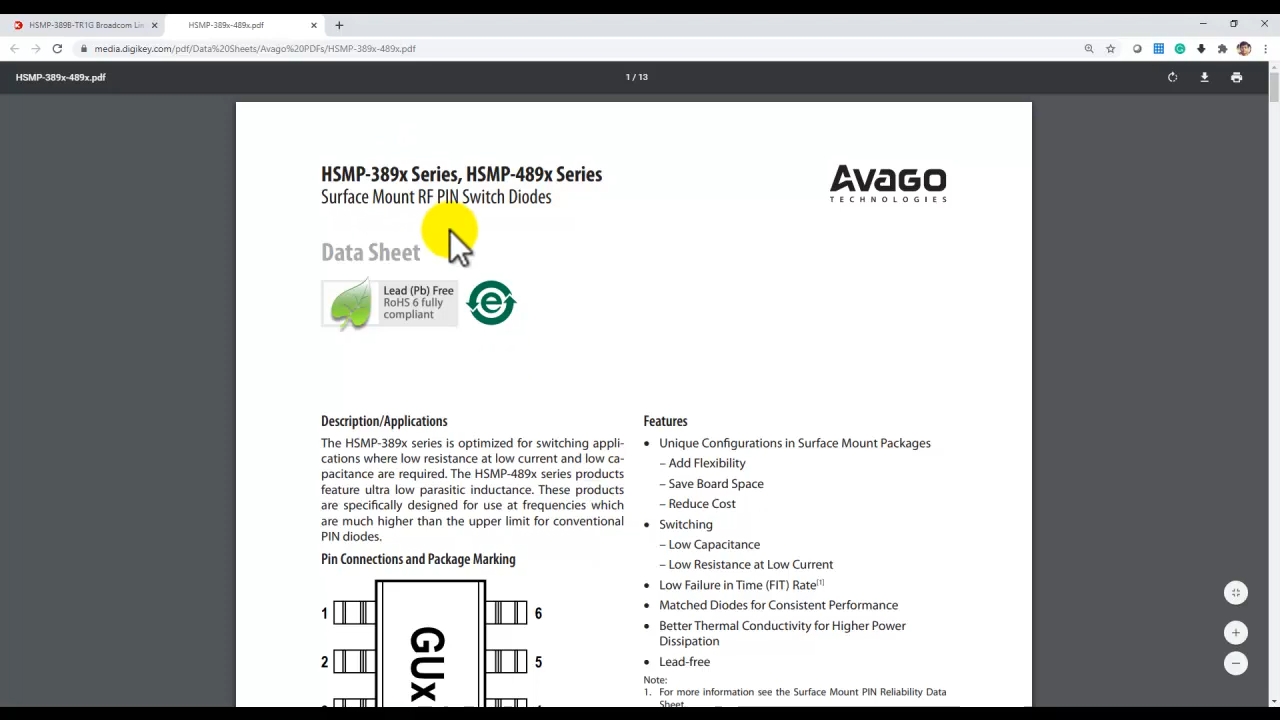 HSMP-389B-TR1G Broadcom Lim
HSMP-389x-489x.pdf
media.digikey.com/pdf/Data%20Sheets/Avago%20PDFs/HSMP-389x-489x.pdf
HSMP-389x-489x.pdf
1 / 13
HSMP-389x Series, HSMP-489x Series
Surface Mount RF PIN Switch Diodes
AVAGO
TECHNOLOGIES
Data Sheet
Lead (Pb) Free
RoHS 6 fully
compliant
e
Description/Applications
The HSMP-389x series is optimized for switching appli-
cations where low resistance at low current and low ca-
pacitance are required. The HSMP-489x series products
feature ultra low parasitic inductance. These products
are specifically designed for use at frequencies which
are much higher than the upper limit for conventional
PIN diodes.
Pin Connections and Package Marking
1
6
2
5
GUx
Features
• Unique Configurations in Surface Mount Packages
– Add Flexibility
– Save Board Space
– Reduce Cost
• Switching
– Low Capacitance
– Low Resistance at Low Current
• Low Failure in Time (FIT) Rate[1]
• Matched Diodes for Consistent Performance
• Better Thermal Conductivity for Higher Power
Dissipation
• Lead-free
Note:
1. For more information see the Surface Mount PIN Reliability Data
Sheet